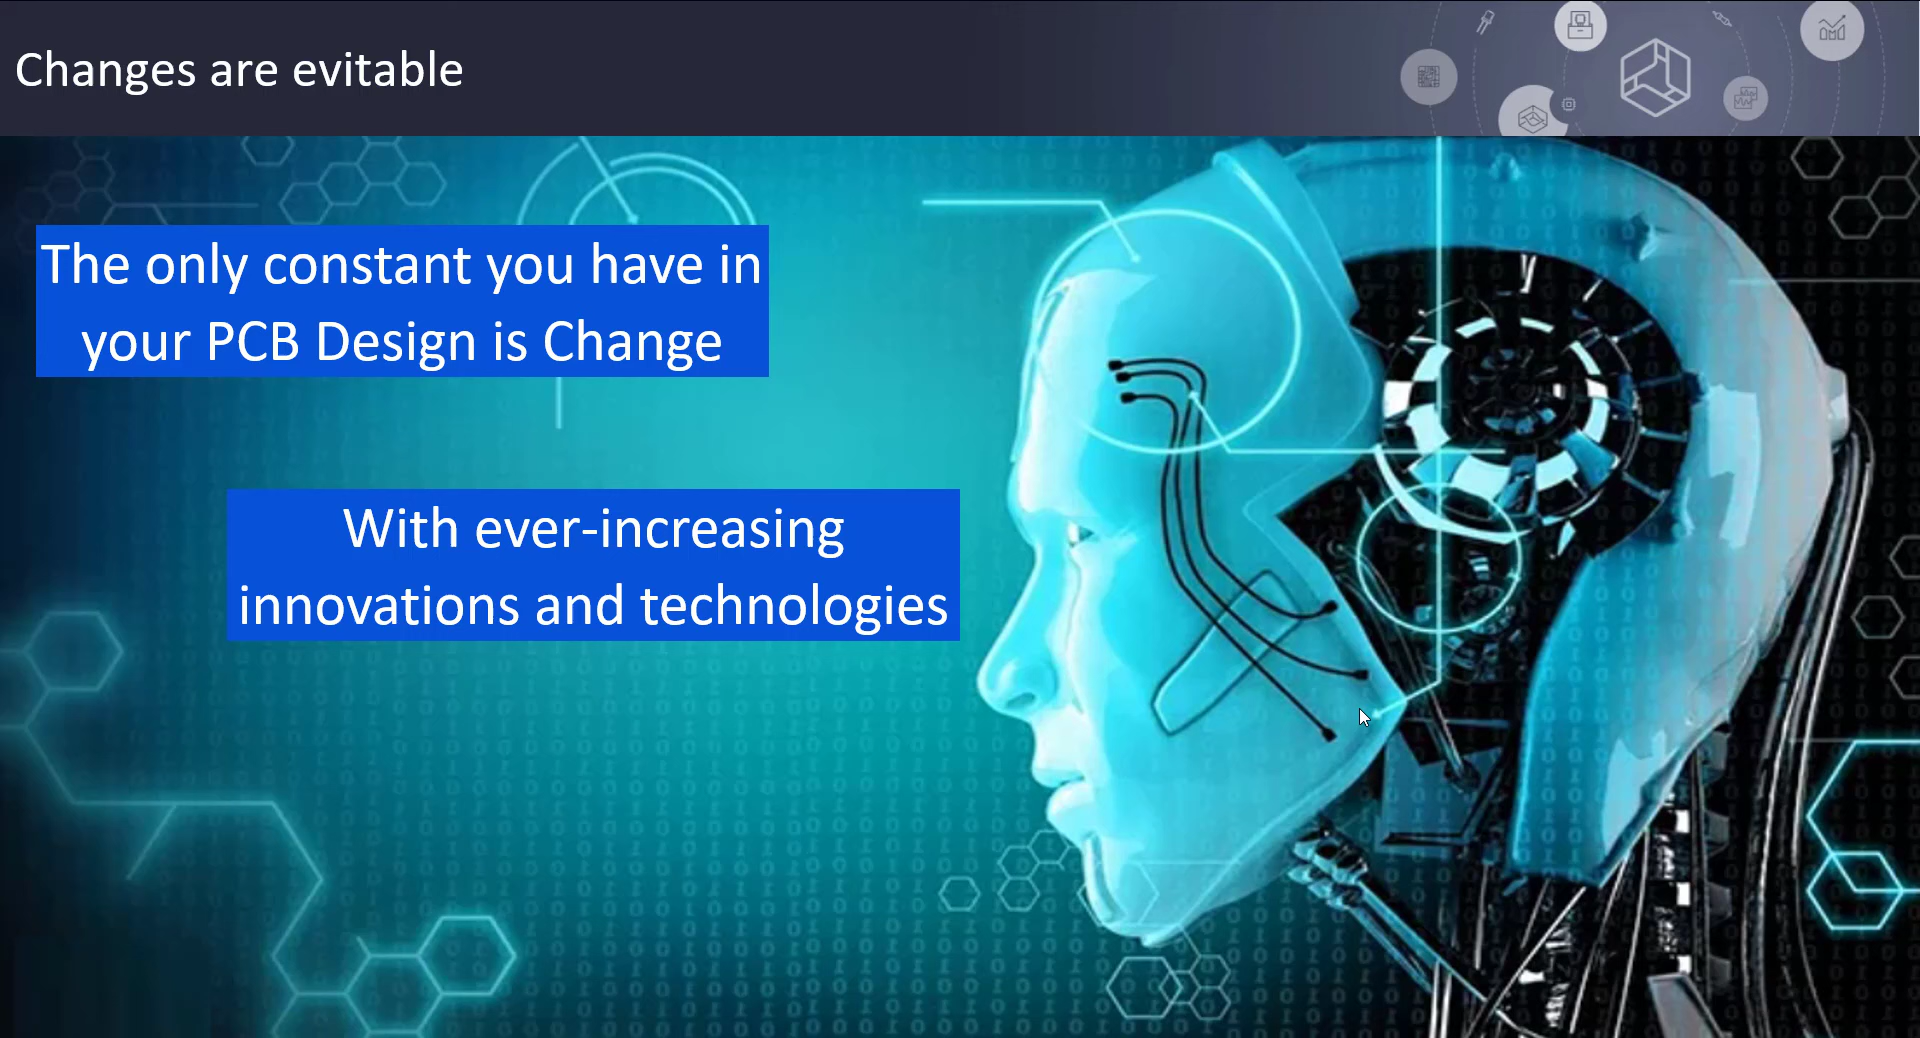 Changes are evitable
The only constant you have in
your PCB Design is Change
With ever-increasing
innovations and technologies